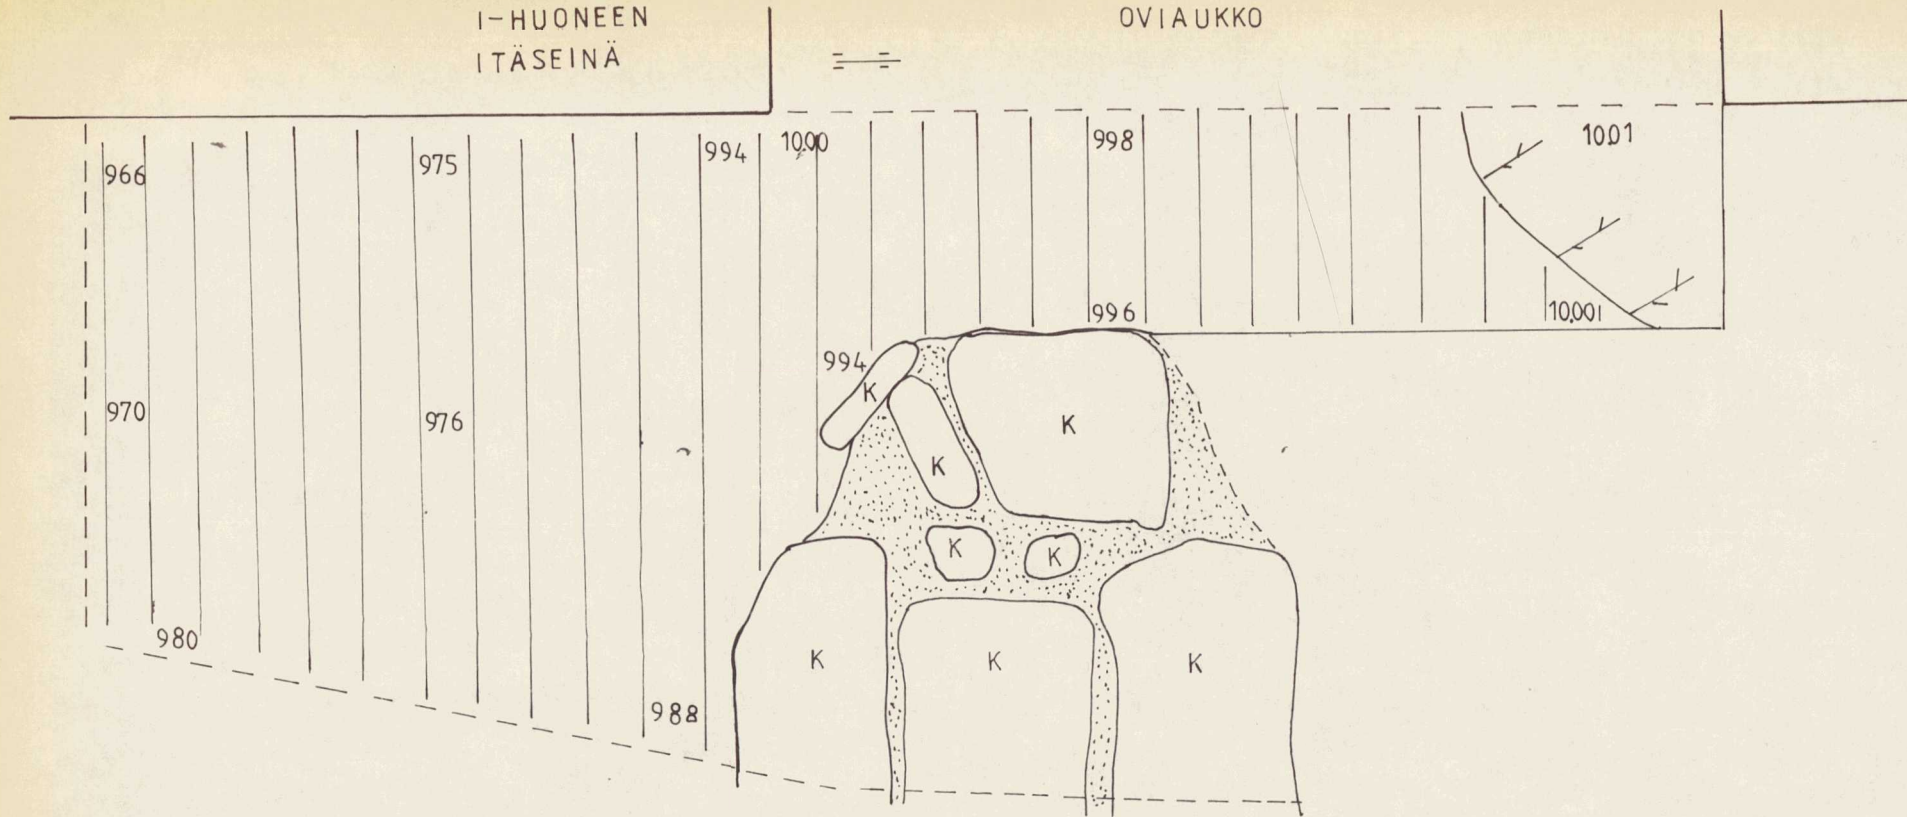 I-HUONEEN
ITÄSEINÄ
OVIAUKKO
966
975
994
10,00
998
10,01
996
10,001
994
K
970
976
K
K
K
K
980
K
K
K
988